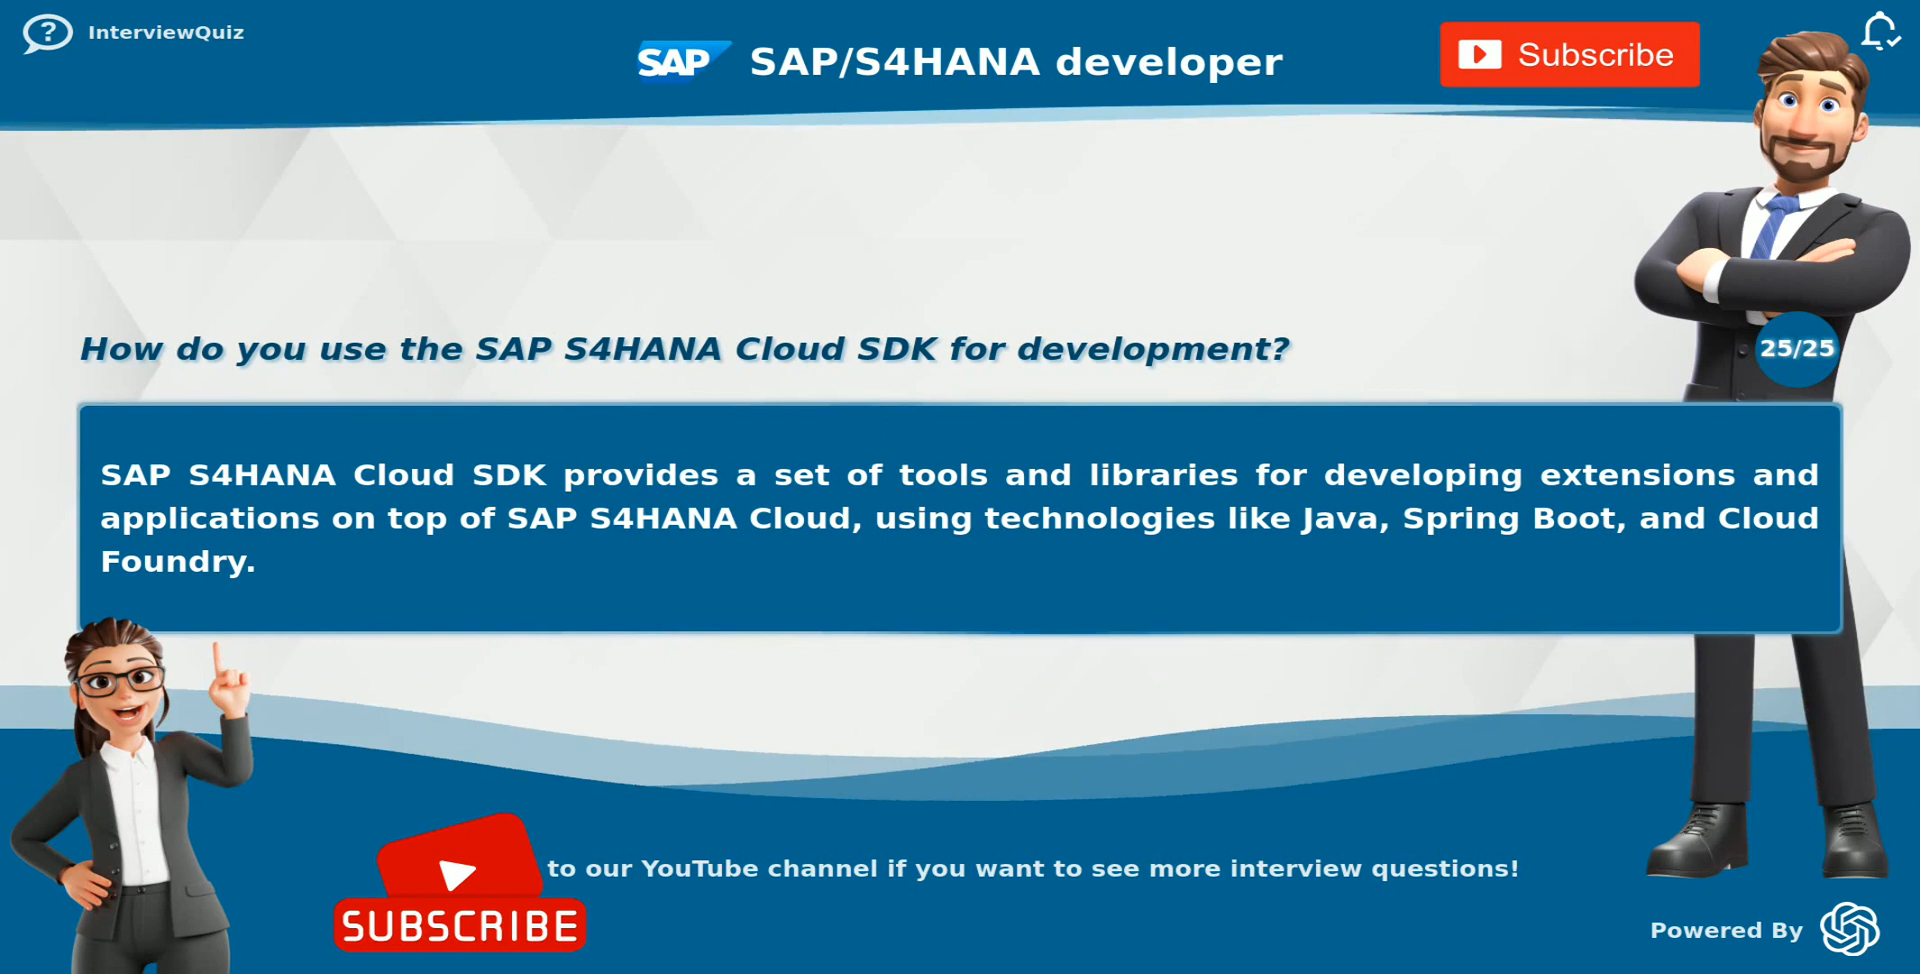 InterviewQuiz
SAP SAP/S4HANA developer
Subscribe
How do you use the SAP S4HANA Cloud SDK for development?
25/25
SAP S4HANA Cloud SDK provides a set of tools and libraries for developing extensions and
applications on top of SAP S4HANA Cloud, using technologies like Java, Spring Boot, and Cloud
Foundry.
to our YouTube channel if you want to see more interview questions!
SUBSCRIBE
Powered By